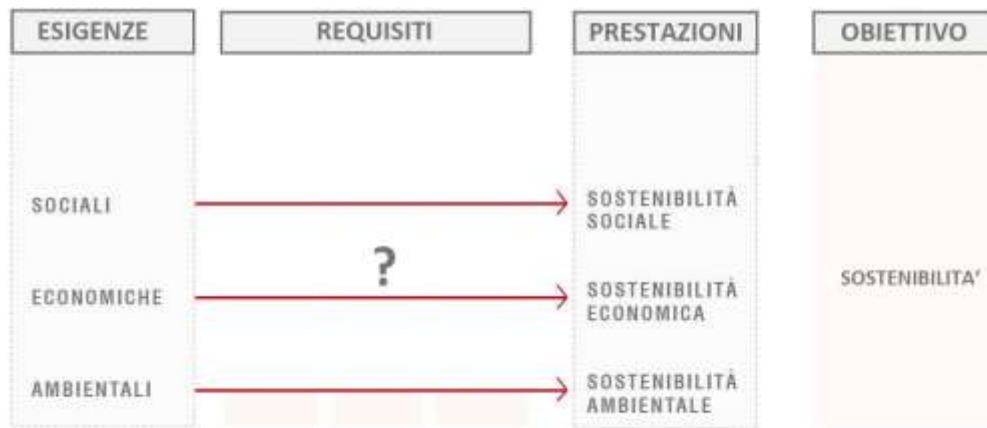 ESIGENZE REQUISITI PRESTAZIONI OBIETTIVO
SOCIALI
SOSTENIBILITÀ
SOCIALE
?
ECONOMICHE
SOSTENIBILITÀ
ECONOMICA
SOSTENIBILITA'
AMBIENTALI
SOSTENIBILITÀ
AMBIENTALE